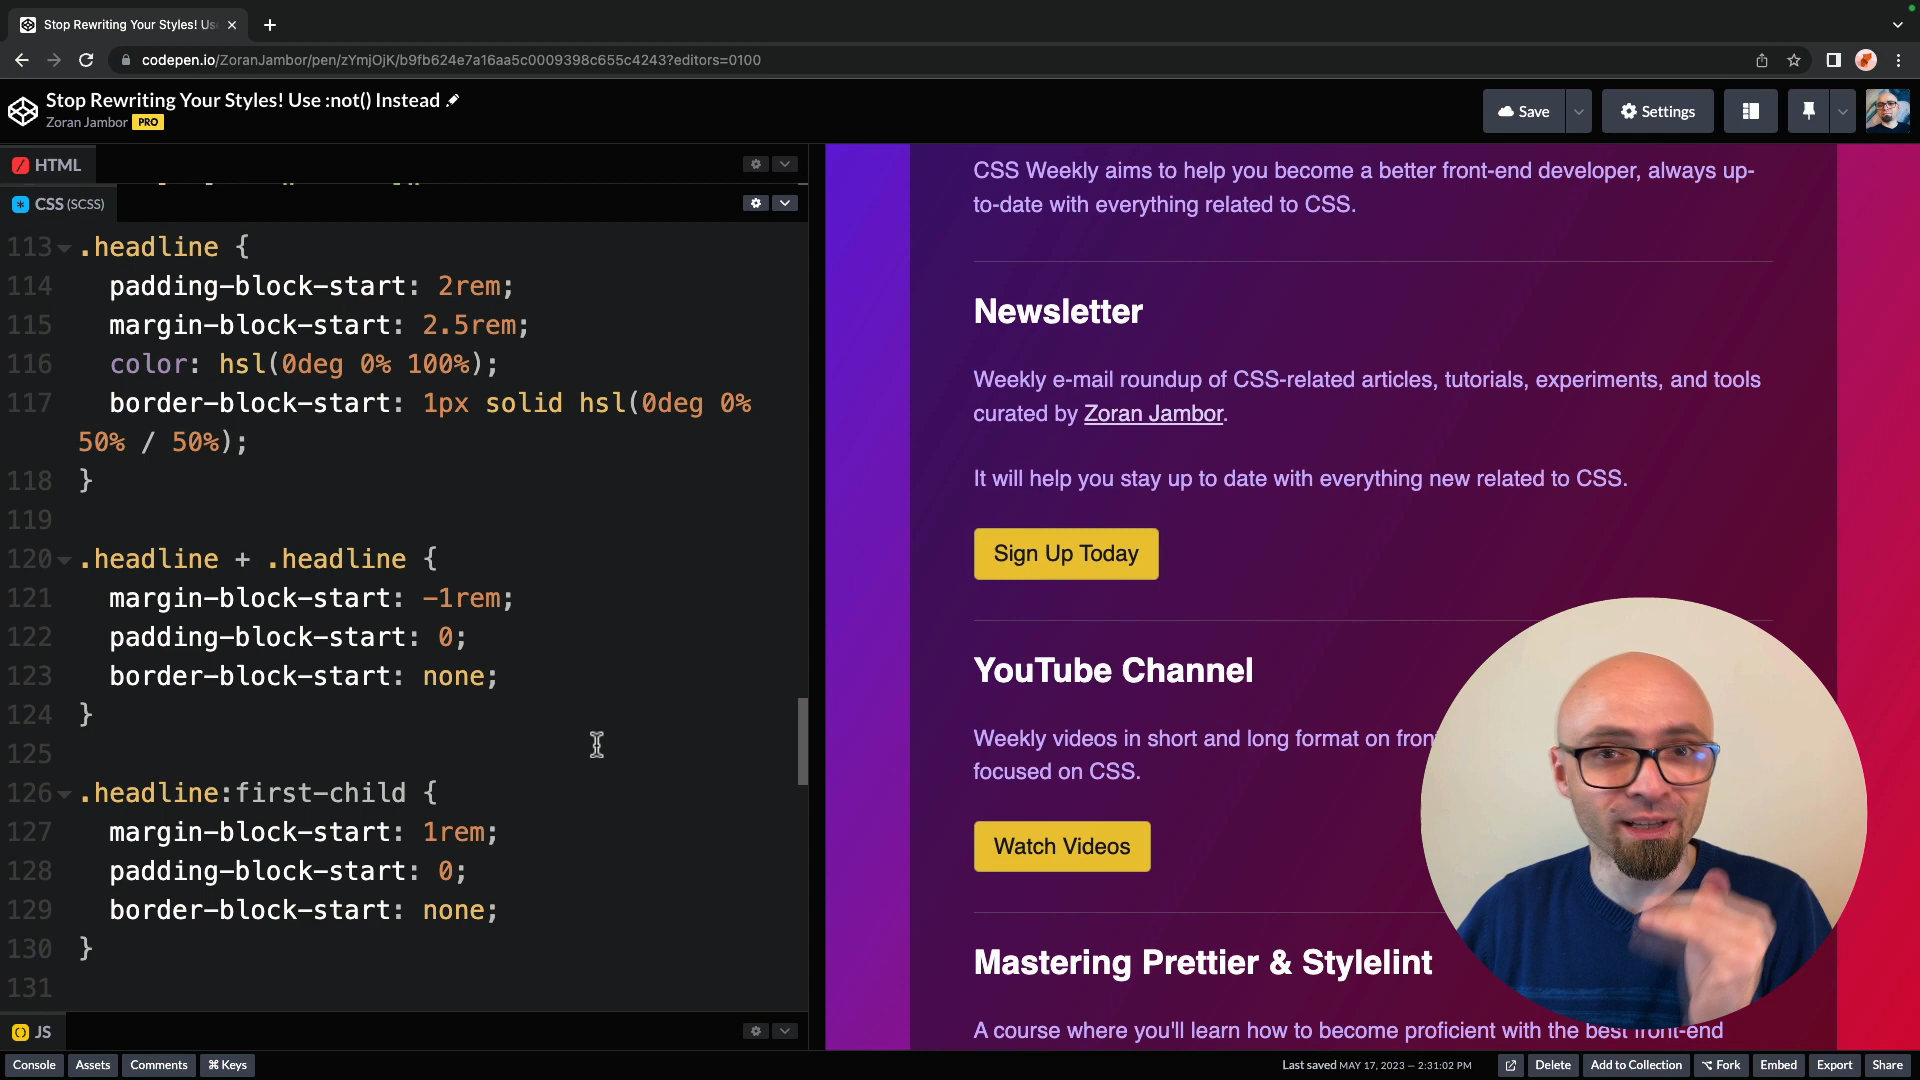 Stop Rewriting Your Styles! Us
codepen.io/ZoranJambor/pen/zYmjOjK/b9fb624e7a16aa5c0009398c655c4243?editors=0100
Stop Rewriting Your Styles! Use :not() Instead
Zoran Jambor PRO
Save
Settings
HTML
CSS (SCSS)
113 .headline {
114 padding-block-start: 2rem;
115 margin-block-start: 2.5rem;
116 color: hsl(0deg 0% 100%);
117 border-block-start: 1px solid hsl(0deg 0%
50% / 50%);
118 }
119
120 .headline + .headline {
121 margin-block-start: -1rem;
122 padding-block-start: 0;
123 border-block-start: none;
124 }
125
126 .headline:first-child {
127 margin-block-start: 1rem;
128 padding-block-start: 0;
129 border-block-start: none;
130 }
131
JS
CSS Weekly aims to help you become a better front-end developer, always up-
to-date with everything related to CSS.
Newsletter
Weekly e-mail roundup of CSS-related articles, tutorials, experiments, and tools
curated by Zoran Jambor.
It will help you stay up to date with everything new related to CSS.
Sign Up Today
YouTube Channel
Weekly videos in short and long format on fron
focused on CSS.
Watch Videos
Mastering Prettier & Stylelint
A course where you'll learn how to become proficient with the best front-end
Console Assets Comments ⌘ Keys
Last saved MAY 17, 2023 — 2:31:02 PM
Delete Add to Collection Fork Embed Export Share